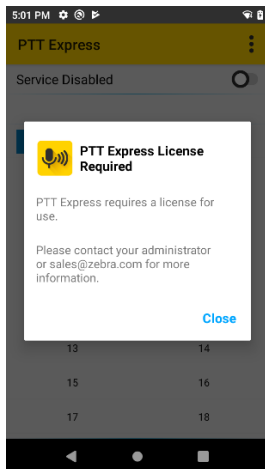 5:01 PM
PTT Express
Service Disabled
PTT Express License
Required
PTT Express requires a license for
use.
Please contact your administrator
or sales@zebra.com for more
information.
Close
13 14
15 16
17 18